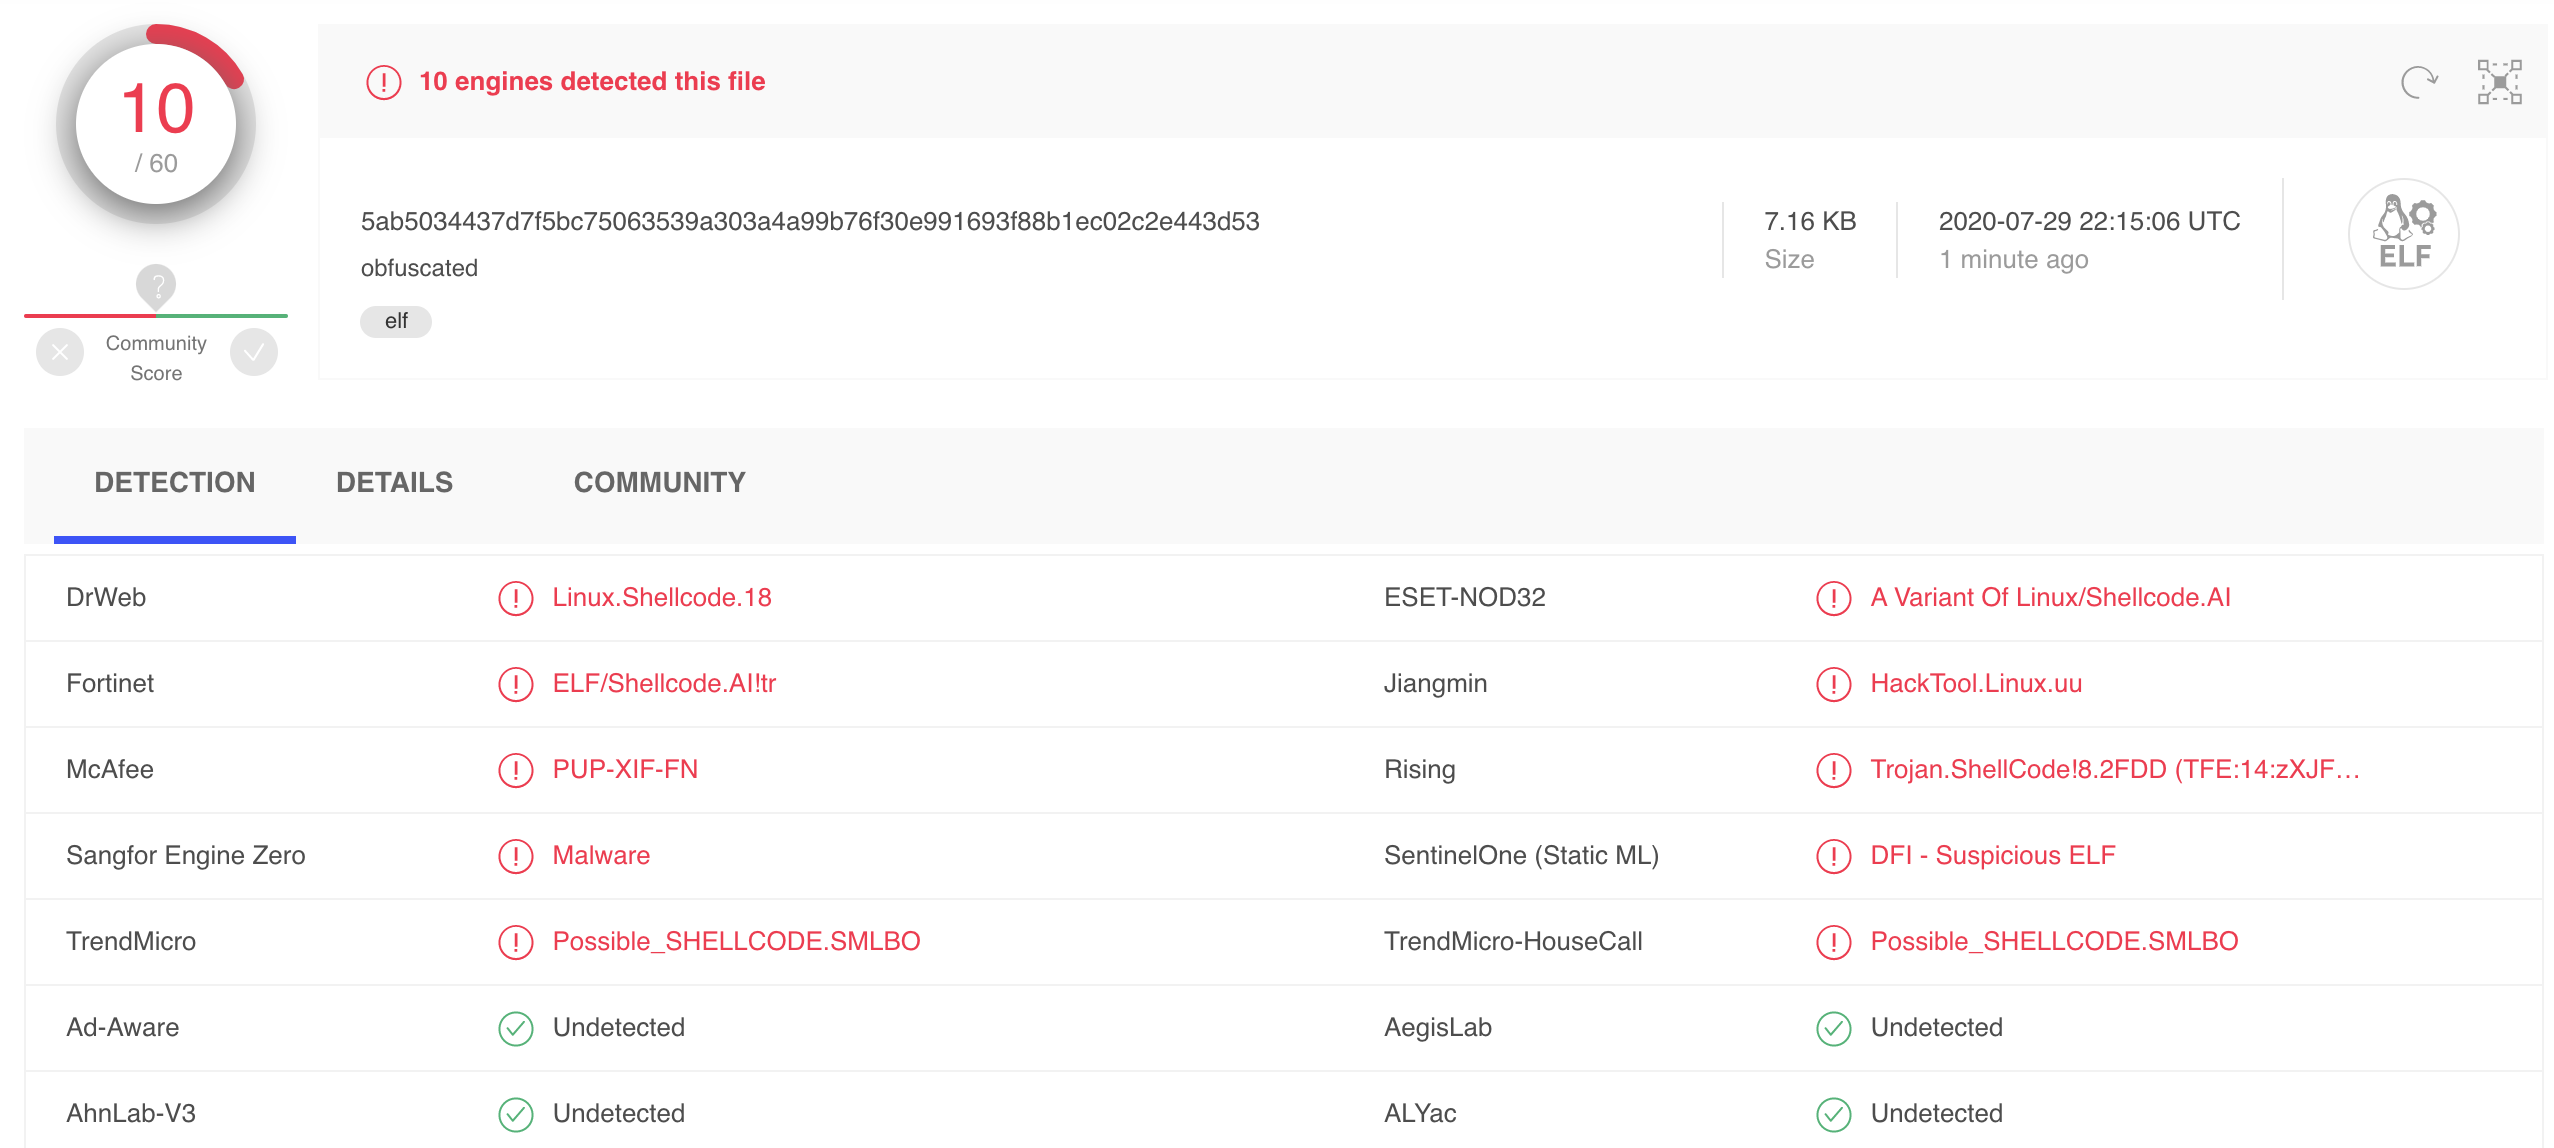 10
/ 60
?
Community
Score
10 engines detected this file
5ab5034437d7f5bc75063539a303a4a99b76f30e991693f88b1ec02c2e443d53
obfuscated
elf
7.16 KB
Size
2020-07-29 22:15:06 UTC
1 minute ago
ELF
DETECTION DETAILS COMMUNITY
DrWeb Linux.Shellcode.18 ESET-NOD32 A Variant Of Linux/Shellcode.AI
Fortinet ELF/Shellcode.AI!tr Jiangmin HackTool.Linux.uu
McAfee PUP-XIF-FN Rising Trojan.ShellCode!8.2FDD (TFE:14:zXJF…
Sangfor Engine Zero Malware SentinelOne (Static ML) DFI - Suspicious ELF
TrendMicro Possible_SHELLCODE.SMLBO TrendMicro-HouseCall Possible_SHELLCODE.SMLBO
Ad-Aware Undetected AegisLab Undetected
AhnLab-V3 Undetected ALYac Undetected